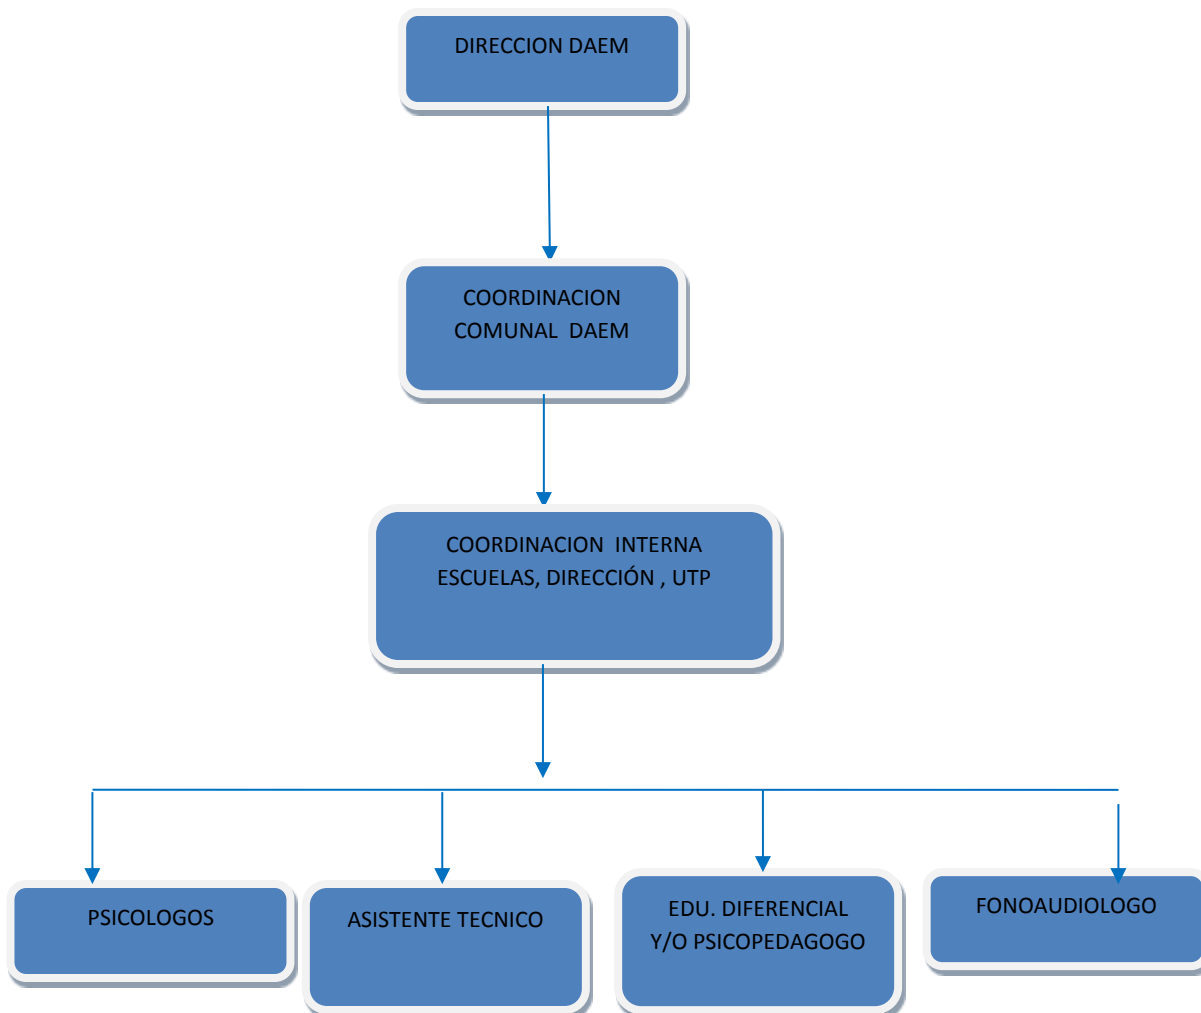 DIRECCION DAEM
COORDINACION
COMUNAL DAEM
COORDINACION INTERNA
ESCUELAS, DIRECCIÓN , UTP
PSICOLOGOS
ASISTENTE TECNICO
EDU. DIFERENCIAL
Y/O PSICOPEDAGOGO
FONOAUDIOLOGO